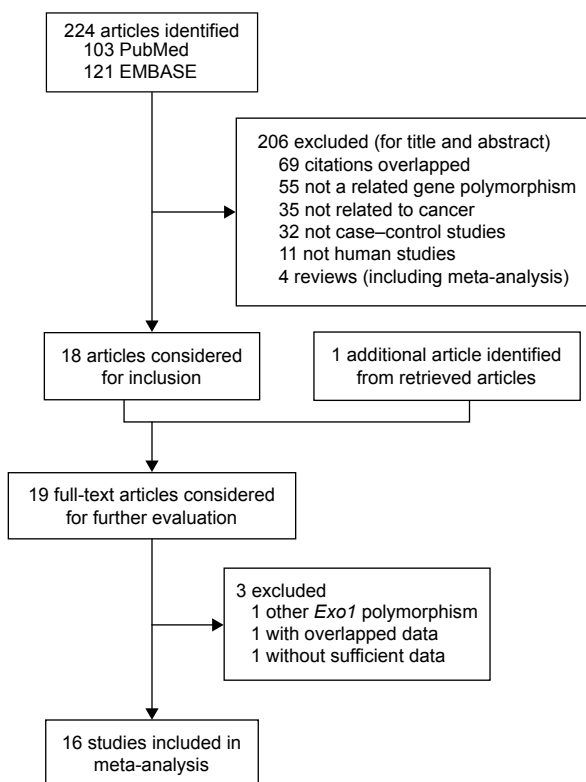 224 articles identified
103 PubMed
121 EMBASE
206 excluded (for title and abstract)
69 citations overlapped
55 not a related gene polymorphism
35 not related to cancer
32 not case–control studies
11 not human studies
4 reviews (including meta-analysis)
18 articles considered
for inclusion
1 additional article identified
from retrieved articles
19 full-text articles considered
for further evaluation
3 excluded
1 other Exo1 polymorphism
1 with overlapped data
1 without sufficient data
16 studies included in
meta-analysis